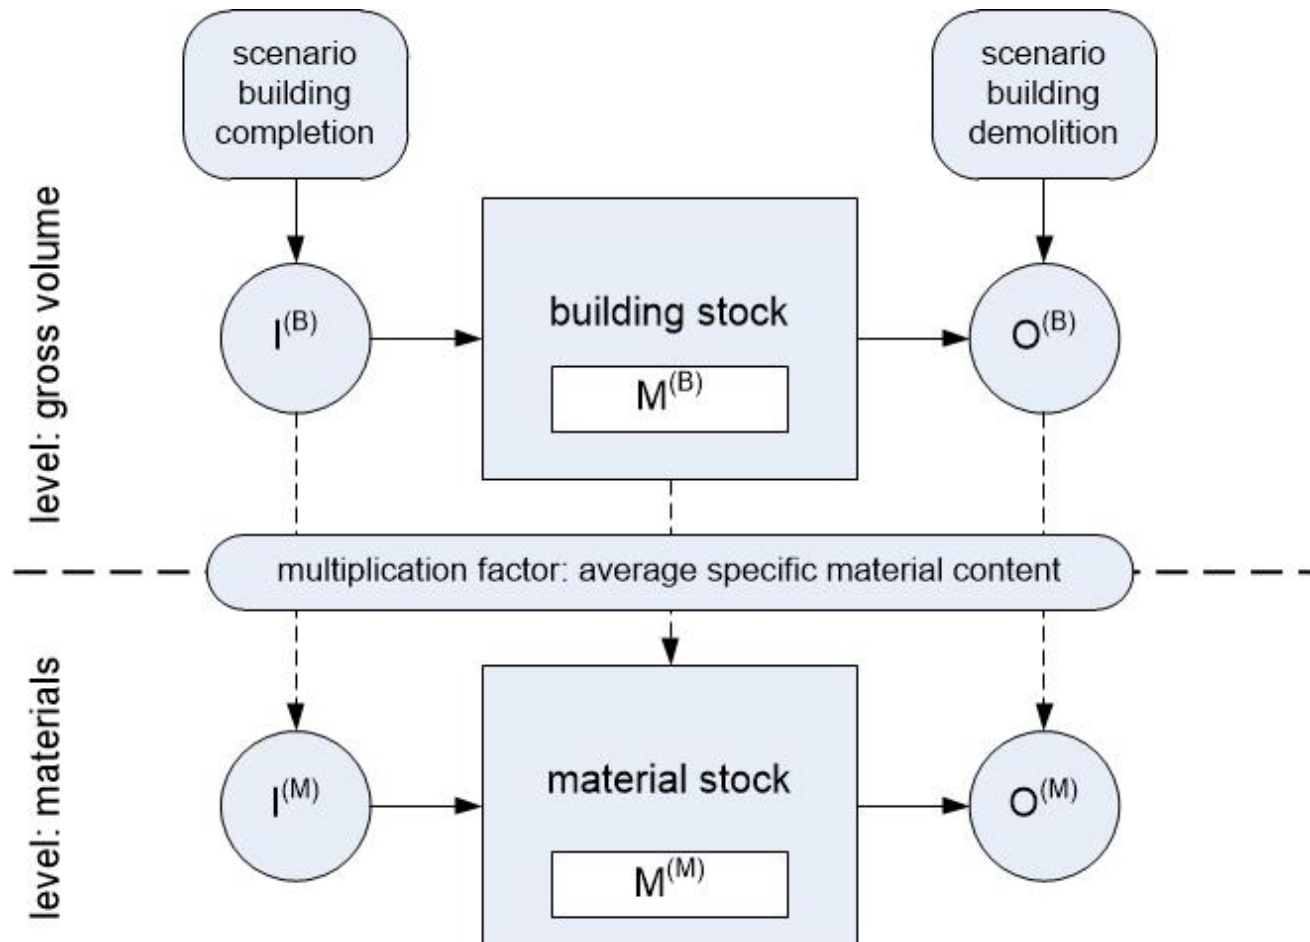 scenario
building
completion
scenario
building
demolition
level: gross volume
I(B)
building stock
M(B)
O(B)
multiplication factor: average specific material content
level: materials
I(M)
material stock
M(M)
O(M)